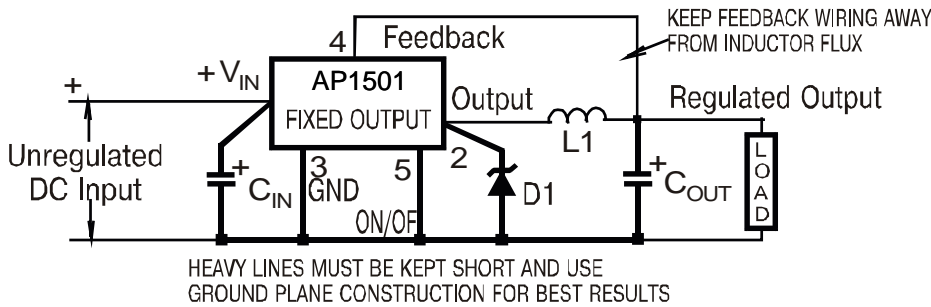 KEEP FEEDBACK WIRING AWAY
FROM INDUCTOR FLUX
4
Feedback
+
+VIN
AP1501
FIXED OUTPUT
Output
Regulated Output
L1
Unregulated
DC Input
+
CIN
3
GND
5
2
ON/OF
D1
+
COUT
LOAD
HEAVY LINES MUST BE KEPT SHORT AND USE
GROUND PLANE CONSTRUCTION FOR BEST RESULTS